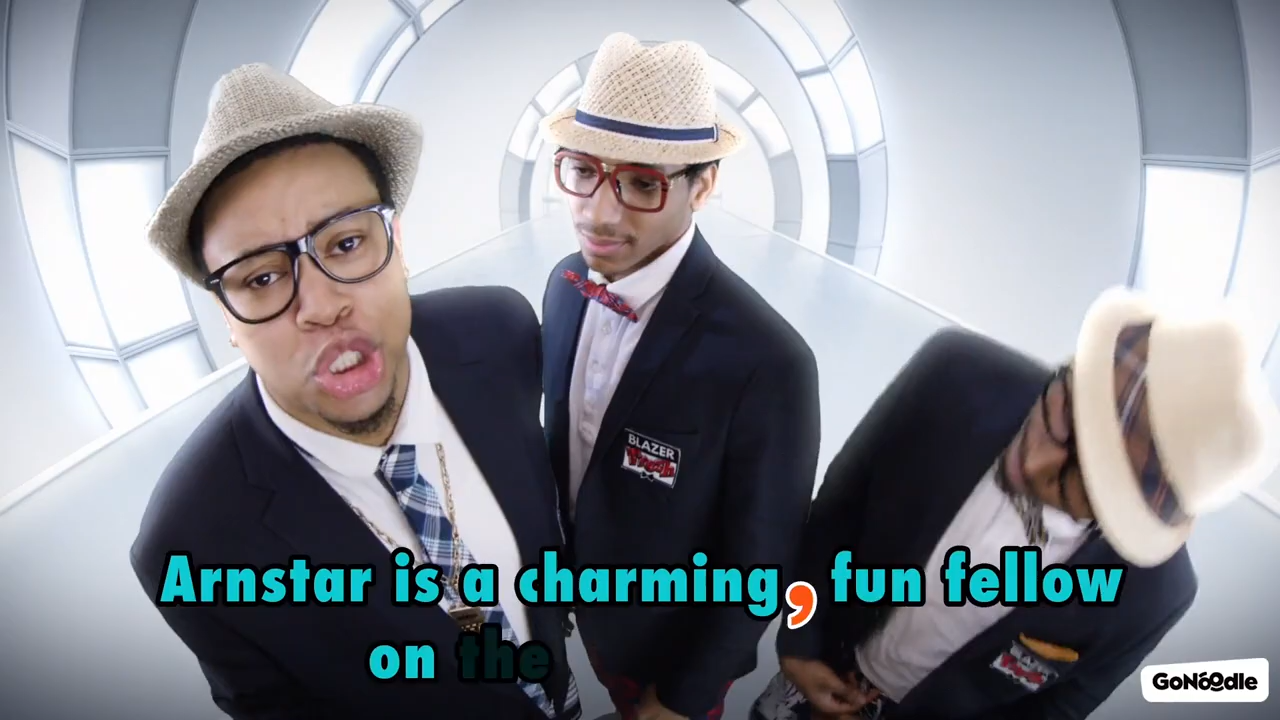 BLAZER
Fresh
Arnstar is a charming, fun fellow
on the
GoNoodle